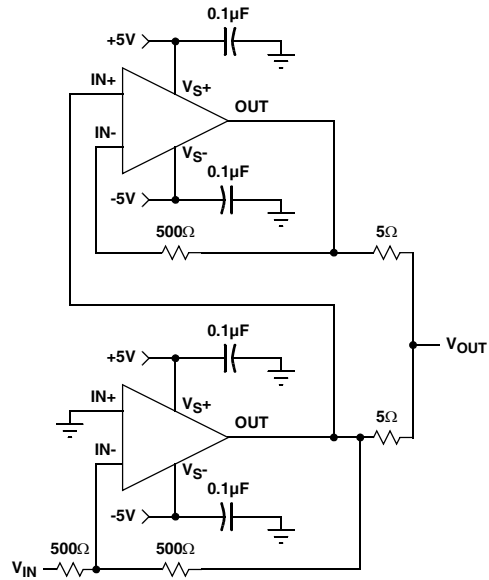 0.1µF
+5V
IN+
VS+
OUT
IN-
VS-
0.1µF
-5V
500Ω
5Ω
0.1µF
VOUT
+5V
IN+
VS+
5Ω
OUT
IN-
VS-
0.1µF
-5V
500Ω
500Ω
VIN